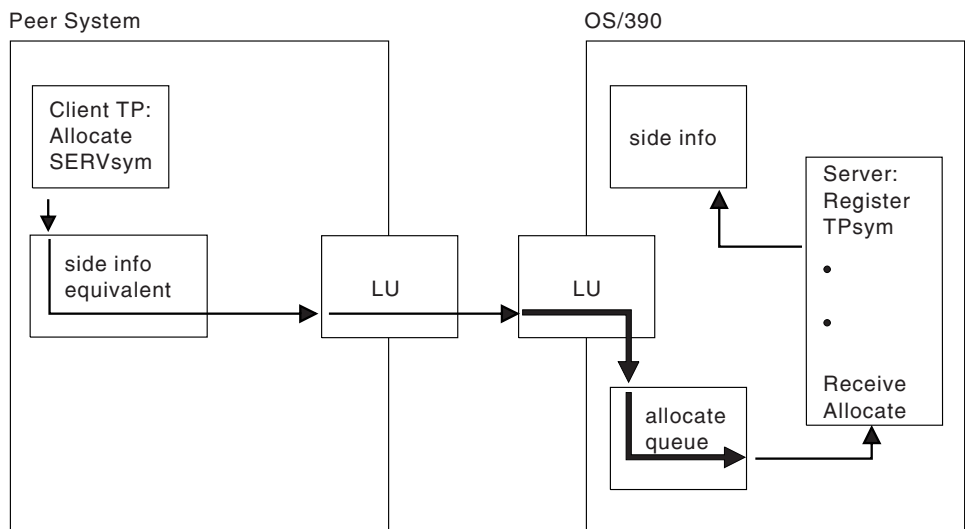 Peer System
OS/390
Client TP:
Allocate
SERVsym
side info
equivalent
LU
LU
side info
Server:
Register
TPsym
•
•
Receive
Allocate
allocate
queue